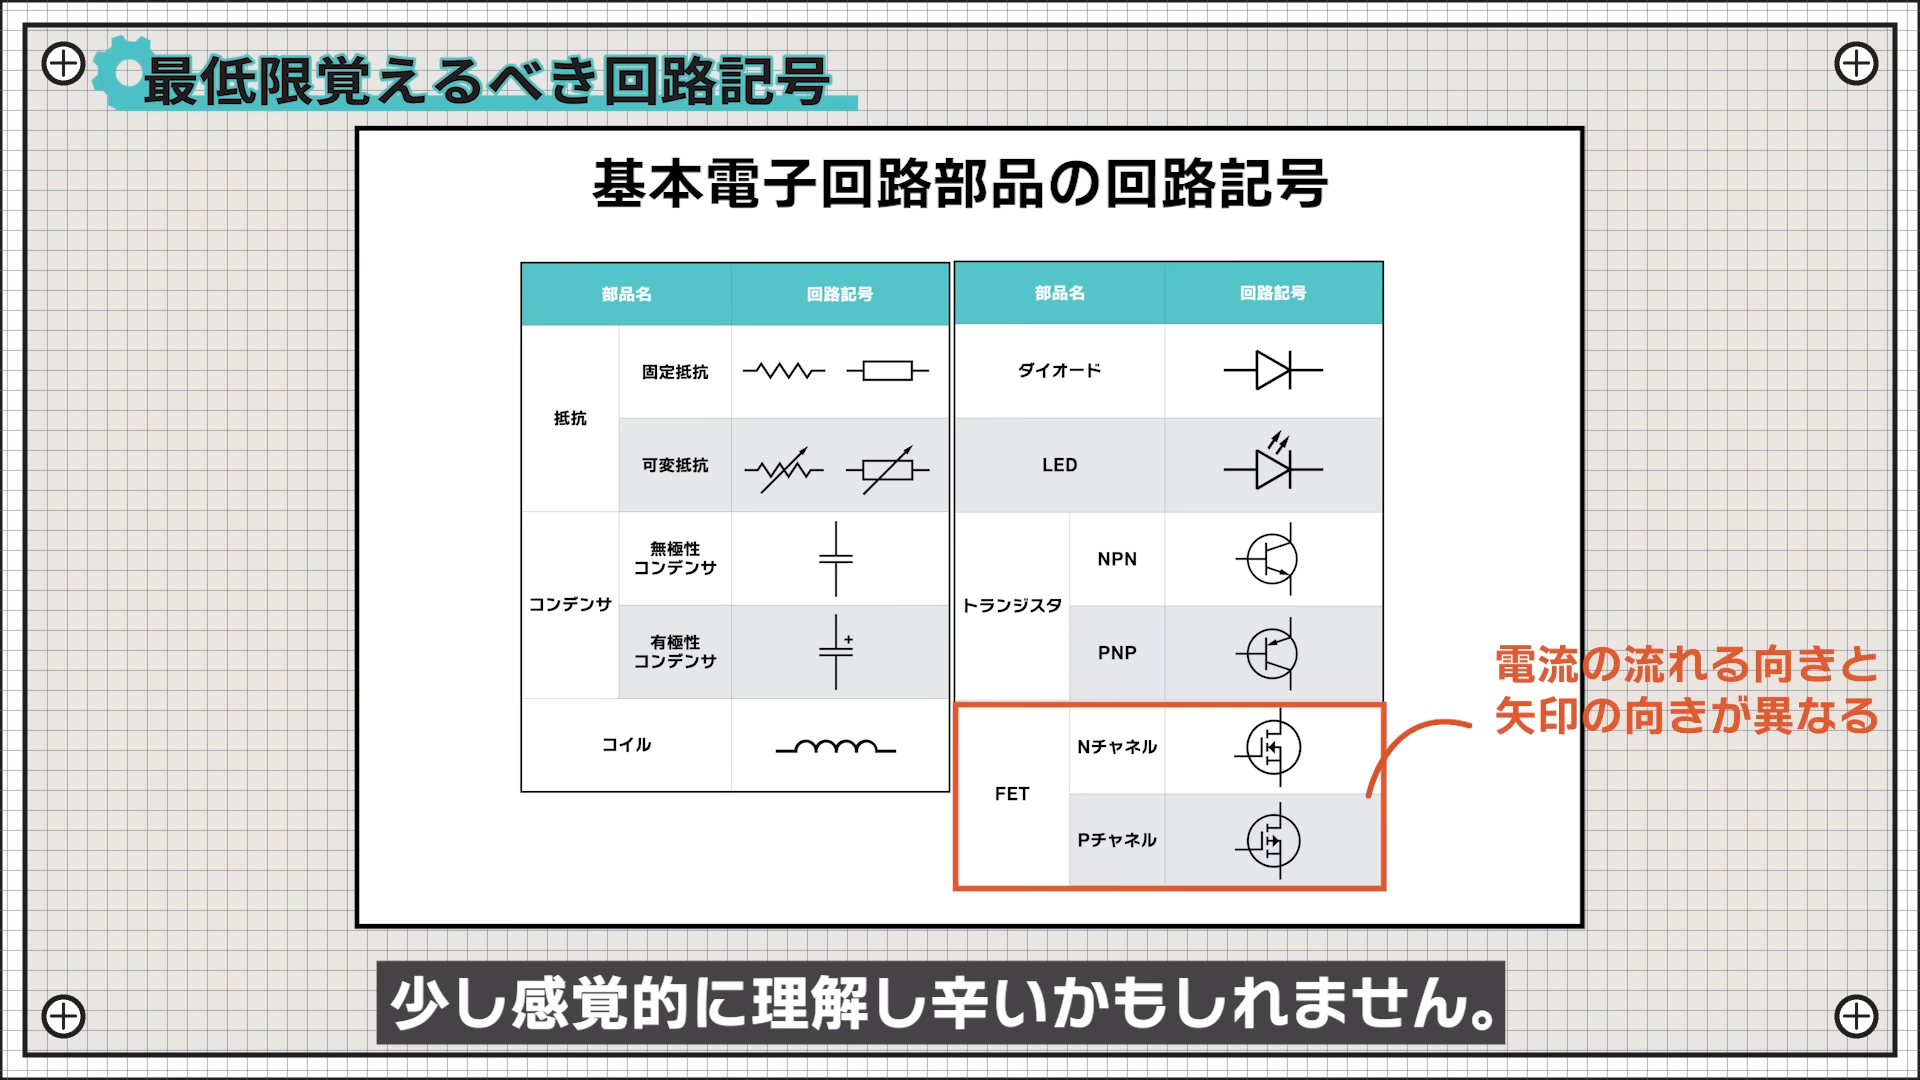 最低限覚えるべき回路記号
基本電子回路部品の回路記号
部品名 回路記号
抵抗
固定抵抗
可変抵抗
コンデンサ
無極性
コンデンサ
有極性
コンデンサ
+
コイル
部品名 回路記号
ダイオード
LED
トランジスタ
NPN
PNP
FET
Nチャネル
Pチャネル
電流の流れる向きと
矢印の向きが異なる
少し感覚的に理解し辛いかもしれません。